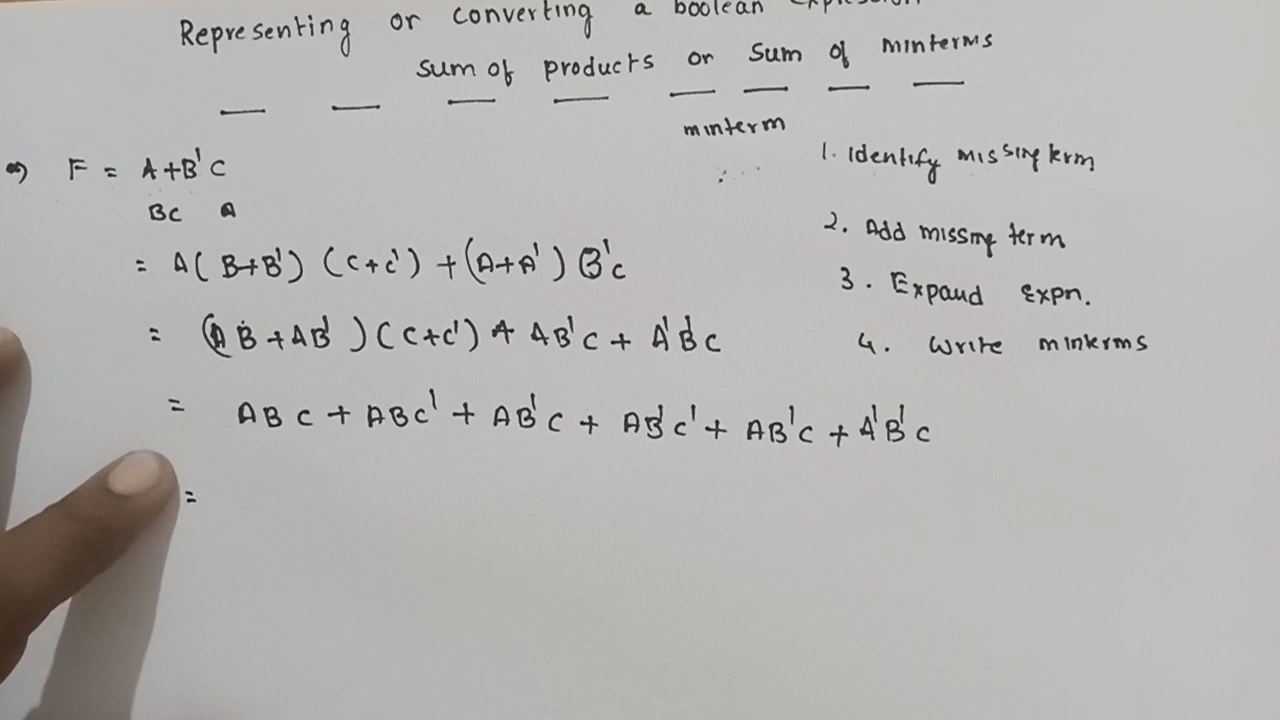 Representing or converting a boolean
sum of products or Sum of minterms
minterm
F = A+B'C
BC A
= A(B+B') (C+C') + (A+A') B'C
= (AB+AB')(C+C') + AB'C + A'B'C
= ABC + ABC' + AB'C + AB'C' + AB'C + A'B'C
=
1. Identify missing term
2. Add missing term
3. Expand Expn.
4. Write minterms